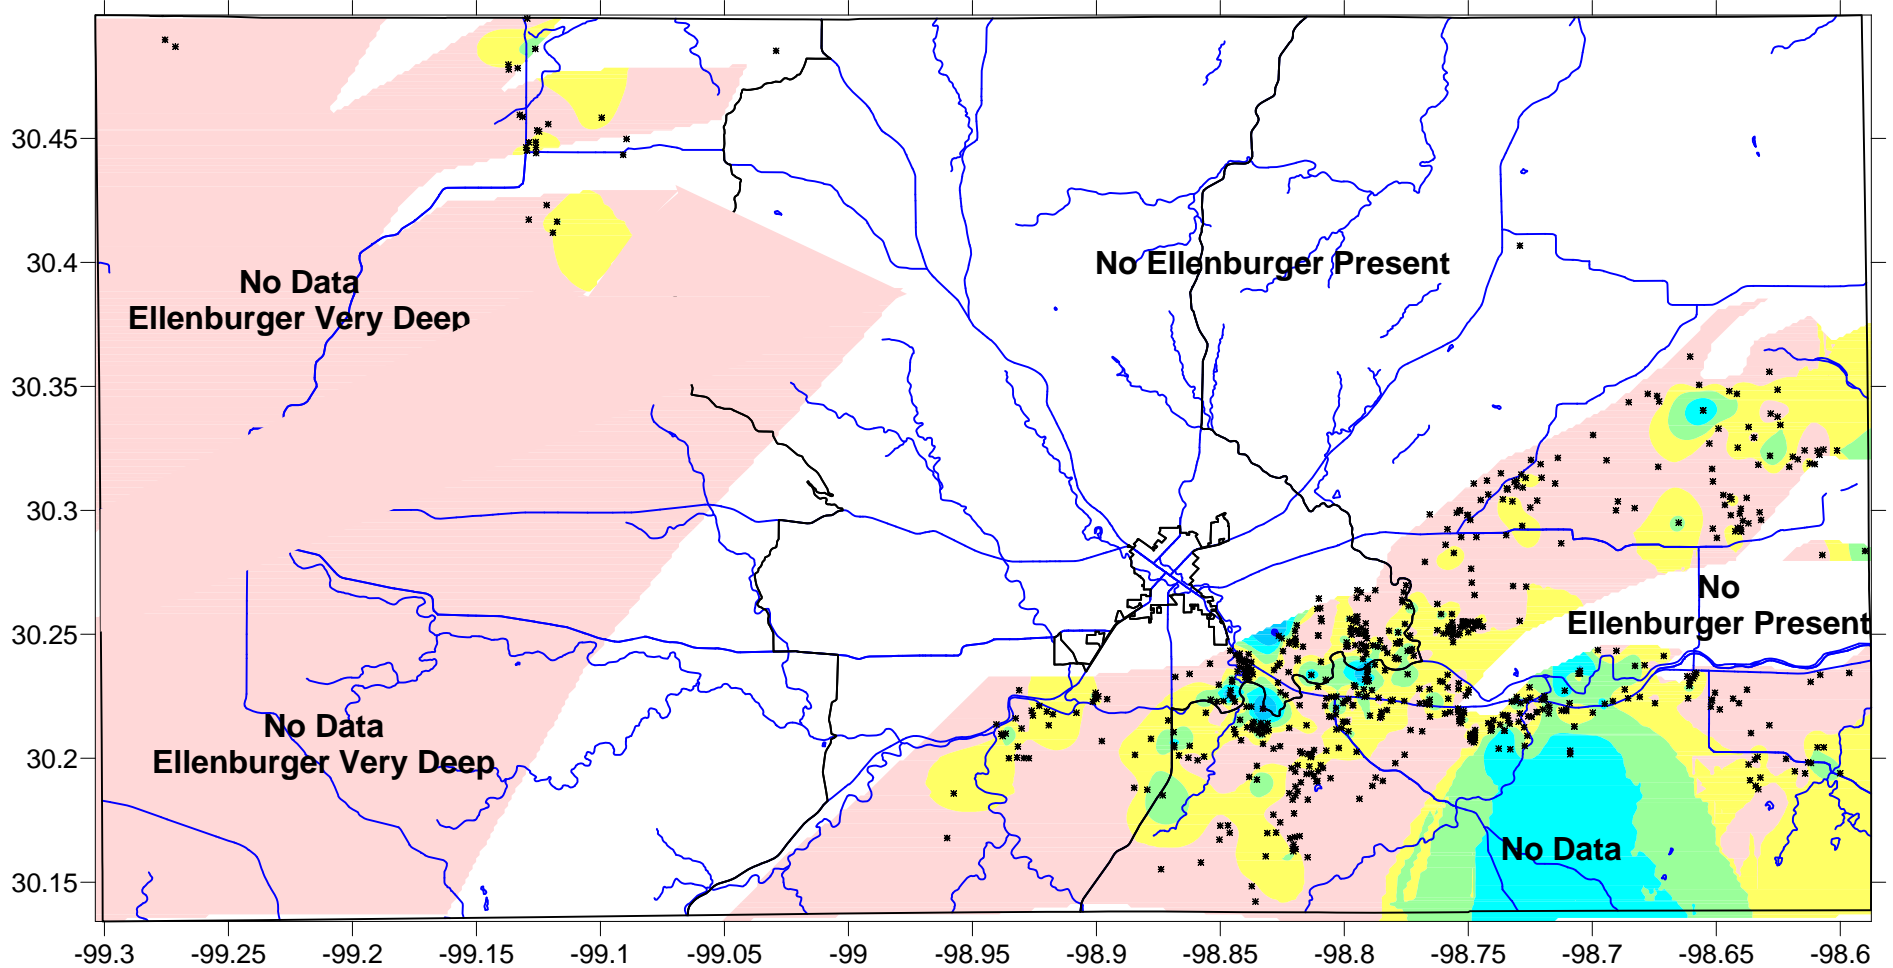 30.45
30.4
30.35
30.3
30.25
30.2
30.15
No Data
Ellenburger Very Deep
No Ellenburger Present
No
Ellenburger Present
No Data
Ellenburger Very Deep
No Data
-99.3 -99.25 -99.2 -99.15 -99.1 -99.05 -99 -98.95 -98.9 -98.85 -98.8 -98.75 -98.7 -98.65 -98.6